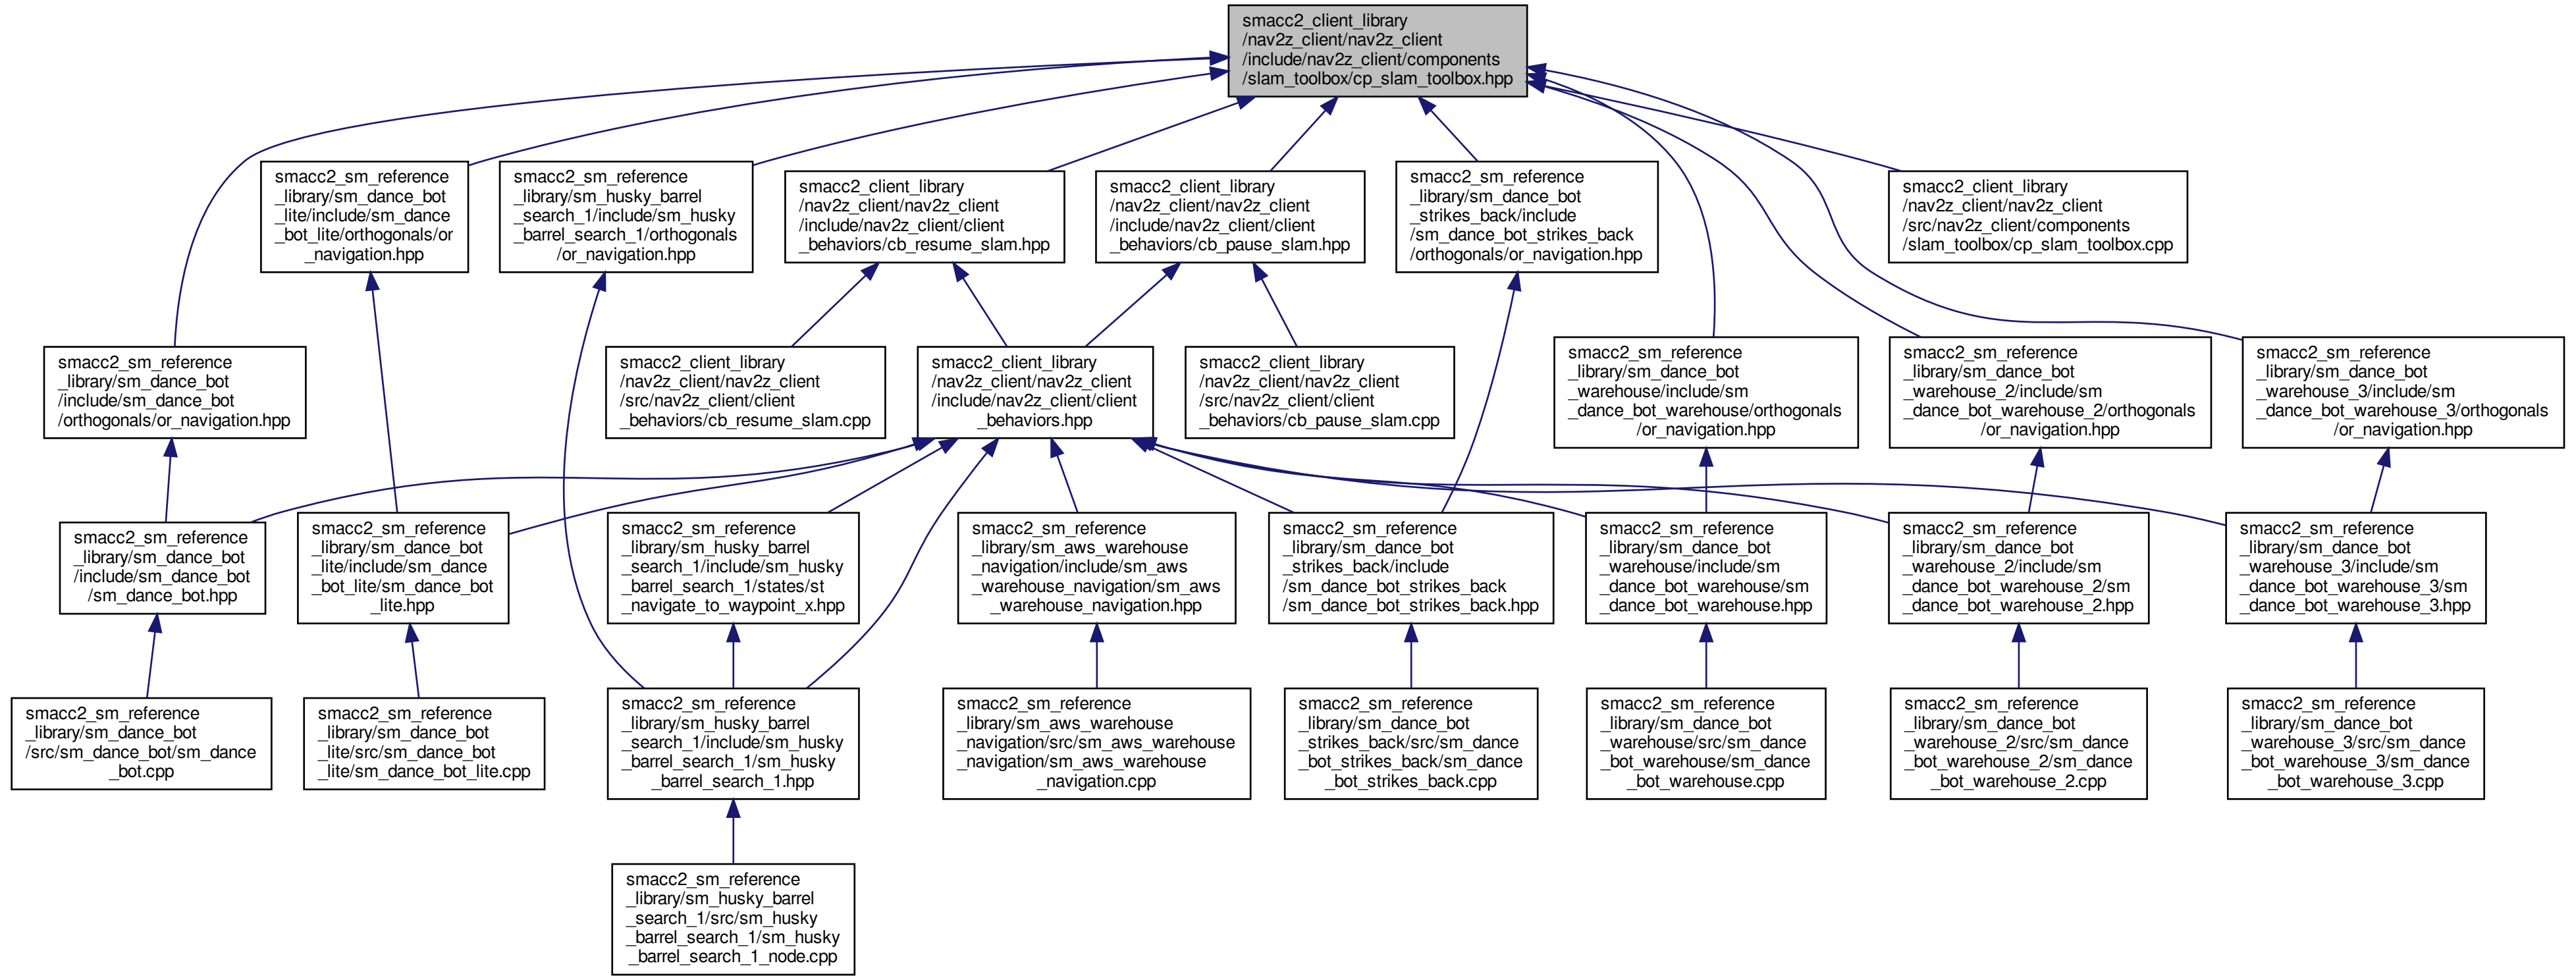 smacc2_client_library
/nav2z_client/nav2z_client
/include/nav2z_client/components
/slam_toolbox/cp_slam_toolbox.hpp
smacc2_sm_reference
_library/sm_dance_bot
_lite/include/sm_dance
_bot_lite/orthogonals/or
_navigation.hpp
smacc2_sm_reference
_library/sm_husky_barrel
_search_1/include/sm_husky
_barrel_search_1/orthogonals
/or_navigation.hpp
smacc2_client_library
/nav2z_client/nav2z_client
/include/nav2z_client/client
_behaviors/cb_resume_slam.hpp
smacc2_client_library
/nav2z_client/nav2z_client
/include/nav2z_client/client
_behaviors/cb_pause_slam.hpp
smacc2_sm_reference
_library/sm_dance_bot
_strikes_back/include
/sm_dance_bot_strikes_back
/orthogonals/or_navigation.hpp
smacc2_client_library
/nav2z_client/nav2z_client
/src/nav2z_client/components
/slam_toolbox/cp_slam_toolbox.cpp
smacc2_sm_reference
_library/sm_dance_bot
/include/sm_dance_bot
/orthogonals/or_navigation.hpp
smacc2_client_library
/nav2z_client/nav2z_client
/src/nav2z_client/client
_behaviors/cb_resume_slam.cpp
smacc2_client_library
/nav2z_client/nav2z_client
/include/nav2z_client/client
_behaviors.hpp
smacc2_client_library
/nav2z_client/nav2z_client
/src/nav2z_client/client
_behaviors/cb_pause_slam.cpp
smacc2_sm_reference
_library/sm_dance_bot
_warehouse/include/sm
_dance_bot_warehouse/orthogonals
/or_navigation.hpp
smacc2_sm_reference
_library/sm_dance_bot
_warehouse_2/include/sm
_dance_bot_warehouse_2/orthogonals
/or_navigation.hpp
smacc2_sm_reference
_library/sm_dance_bot
_warehouse_3/include/sm
_dance_bot_warehouse_3/orthogonals
/or_navigation.hpp
smacc2_sm_reference
_library/sm_dance_bot
/include/sm_dance_bot
/sm_dance_bot.hpp
smacc2_sm_reference
_library/sm_dance_bot
_lite/include/sm_dance
_bot_lite/sm_dance_bot
_lite.hpp
smacc2_sm_reference
_library/sm_husky_barrel
_search_1/include/sm_husky
_barrel_search_1/states/st
_navigate_to_waypoint_x.hpp
smacc2_sm_reference
_library/sm_aws_warehouse
_navigation/include/sm_aws
_warehouse_navigation/sm_aws
_warehouse_navigation.hpp
smacc2_sm_reference
_library/sm_dance_bot
_strikes_back/include
/sm_dance_bot_strikes_back
/sm_dance_bot_strikes_back.hpp
smacc2_sm_reference
_library/sm_dance_bot
_warehouse/include/sm
_dance_bot_warehouse/sm
_dance_bot_warehouse.hpp
smacc2_sm_reference
_library/sm_dance_bot
_warehouse_2/include/sm
_dance_bot_warehouse_2/sm
_dance_bot_warehouse_2.hpp
smacc2_sm_reference
_library/sm_dance_bot
_warehouse_3/include/sm
_dance_bot_warehouse_3/sm
_dance_bot_warehouse_3.hpp
smacc2_sm_reference
_library/sm_dance_bot
/src/sm_dance_bot/sm_dance
_bot.cpp
smacc2_sm_reference
_library/sm_dance_bot
_lite/src/sm_dance_bot
_lite/sm_dance_bot_lite.cpp
smacc2_sm_reference
_library/sm_husky_barrel
_search_1/include/sm_husky
_barrel_search_1/sm_husky
_barrel_search_1.hpp
smacc2_sm_reference
_library/sm_aws_warehouse
_navigation/src/sm_aws_warehouse
_navigation/sm_aws_warehouse
_navigation.cpp
smacc2_sm_reference
_library/sm_dance_bot
_strikes_back/src/sm_dance
_bot_strikes_back/sm_dance
_bot_strikes_back.cpp
smacc2_sm_reference
_library/sm_dance_bot
_warehouse/src/sm_dance
_bot_warehouse/sm_dance
_bot_warehouse.cpp
smacc2_sm_reference
_library/sm_dance_bot
_warehouse_2/src/sm_dance
_bot_warehouse_2/sm_dance
_bot_warehouse_2.cpp
smacc2_sm_reference
_library/sm_dance_bot
_warehouse_3/src/sm_dance
_bot_warehouse_3/sm_dance
_bot_warehouse_3.cpp
smacc2_sm_reference
_library/sm_husky_barrel
_search_1/src/sm_husky
_barrel_search_1/sm_husky
_barrel_search_1_node.cpp